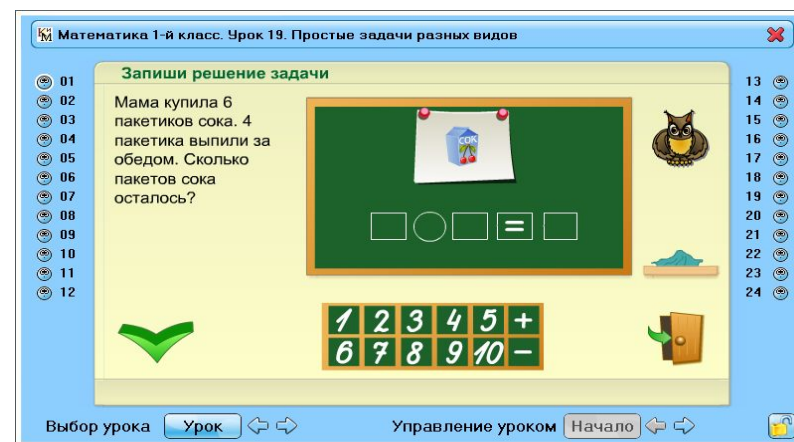 Математика 1-й класс. Урок 19. Простые задачи разных видов
Запиши решение задачи
Мама купила 6
пакетиков сока. 4
пакетика выпили за
обедом. Сколько
пакетов сока
осталось?
СОК
=
01
02
03
04
05
06
07
08
09
10
11
12
13
14
15
16
17
18
19
20
21
22
23
24
1 2 3 4 5 +
6 7 8 9 10 −
Выбор урока Урок Управление уроком Начало